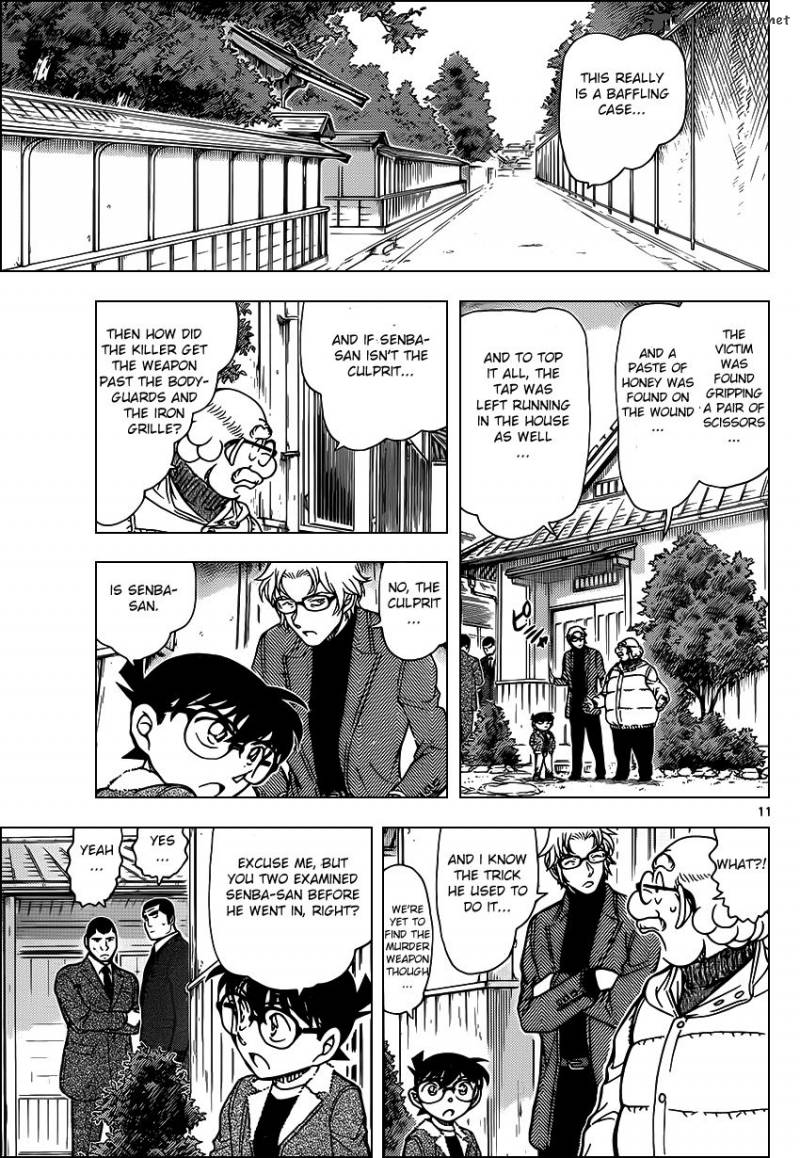 THIS REALLY
IS A BAFFLING
CASE...
THE
VICTIM
WAS
FOUND
GRIPPING
A PAIR OF
SCISSORS
...
AND A
PASTE OF
HONEY WAS
FOUND ON
THE WOUND
...
AND TO TOP
IT ALL, THE
TAP WAS
LEFT RUNNING
IN THE HOUSE
AS WELL
...
AND IF SENBA-
SAN ISN'T THE
CULPRIT...
THEN HOW DID
THE KILLER GET
THE WEAPON
PAST THE BODY-
GUARDS AND
THE IRON
GRILLE?
NO, THE
CULPRIT
...
IS SENBA-
SAN.
11
WHAT?!
AND I KNOW
THE TRICK
HE USED TO
DO IT...
WE'RE
YET TO
FIND THE
MURDER
WEAPON
THOUGH...
EXCUSE ME, BUT
YOU TWO EXAMINED
SENBA-SAN BEFORE
HE WENT IN, RIGHT?
YES
...
YEAH
...